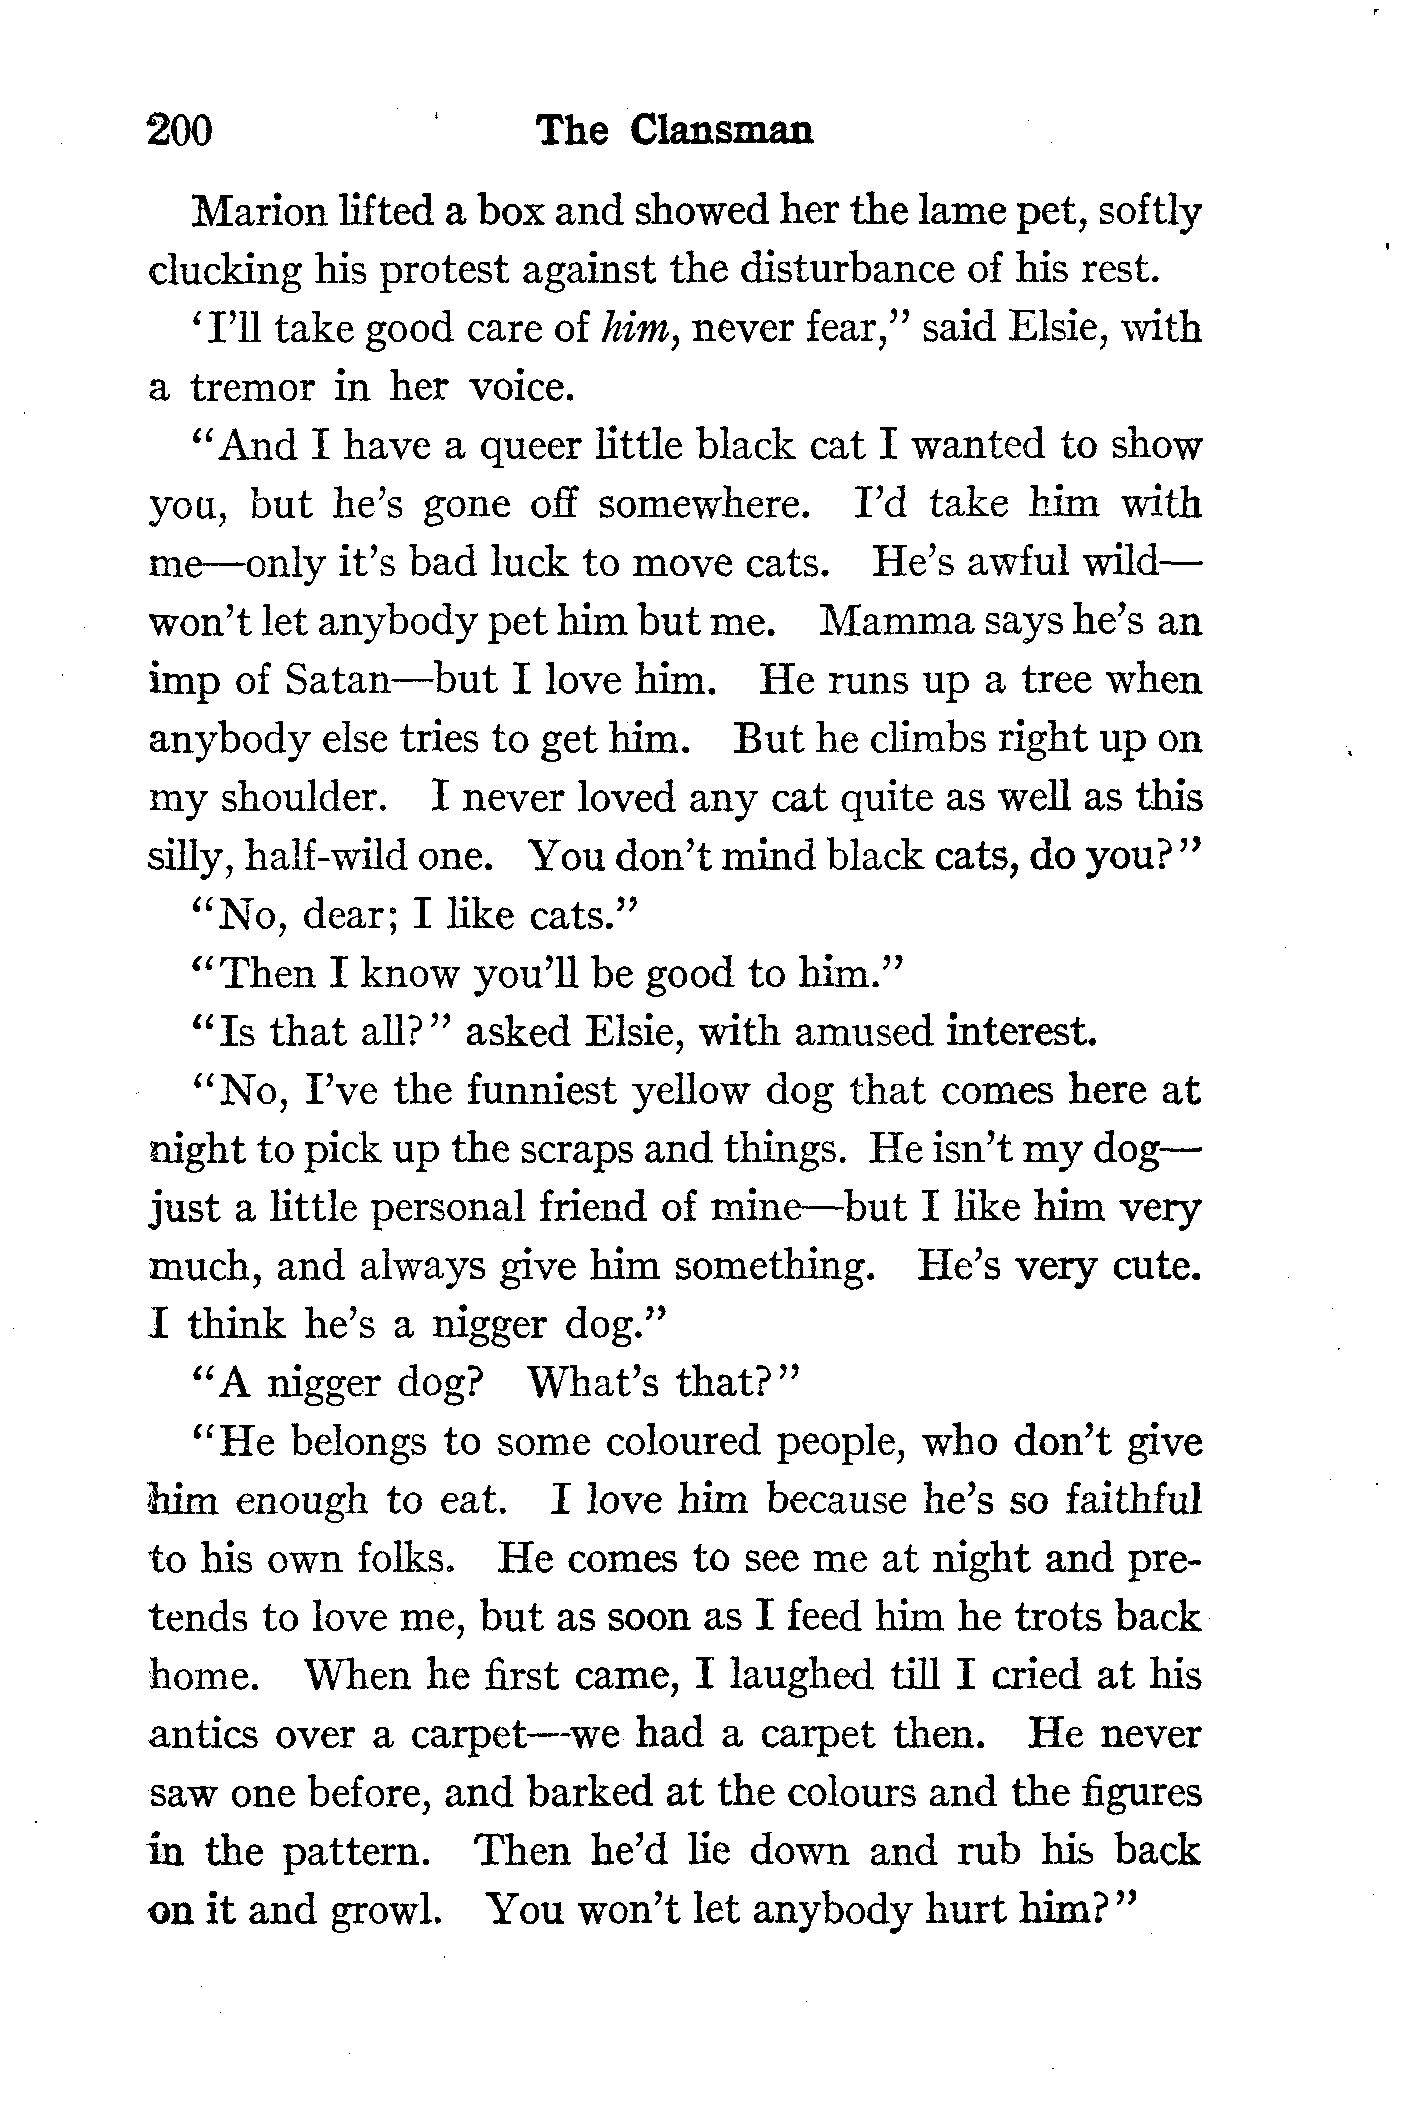 200 The Clansman
Marion lifted a box and showed her the lame pet, softly
clucking his protest against the disturbance of his rest.
‘I’ll take good care of him, never fear,” said Elsie, with
a tremor in her voice.
“And I have a queer little black cat I wanted to show
you, but he’s gone off somewhere. I’d take him with
me—only it’s bad luck to move cats. He’s awful wild—
won’t let anybody pet him but me. Mamma says he’s an
imp of Satan—but I love him. He runs up a tree when
anybody else tries to get him. But he climbs right up on
my shoulder. I never loved any cat quite as well as this
silly, half-wild one. You don’t mind black cats, do you?”
“No, dear; I like cats.”
“Then I know you’ll be good to him.”
“Is that all?” asked Elsie, with amused interest.
“No, I’ve the funniest yellow dog that comes here at
night to pick up the scraps and things. He isn’t my dog—
just a little personal friend of mine—but I like him very
much, and always give him something. He’s very cute.
I think he’s a nigger dog.”
“A nigger dog? What’s that?”
“He belongs to some coloured people, who don’t give
him enough to eat. I love him because he’s so faithful
to his own folks. He comes to see me at night and pre-
tends to love me, but as soon as I feed him he trots back
home. When he first came, I laughed till I cried at his
antics over a carpet—we had a carpet then. He never
saw one before, and barked at the colours and the figures
in the pattern. Then he’d lie down and rub his back
on it and growl. You won’t let anybody hurt him?”